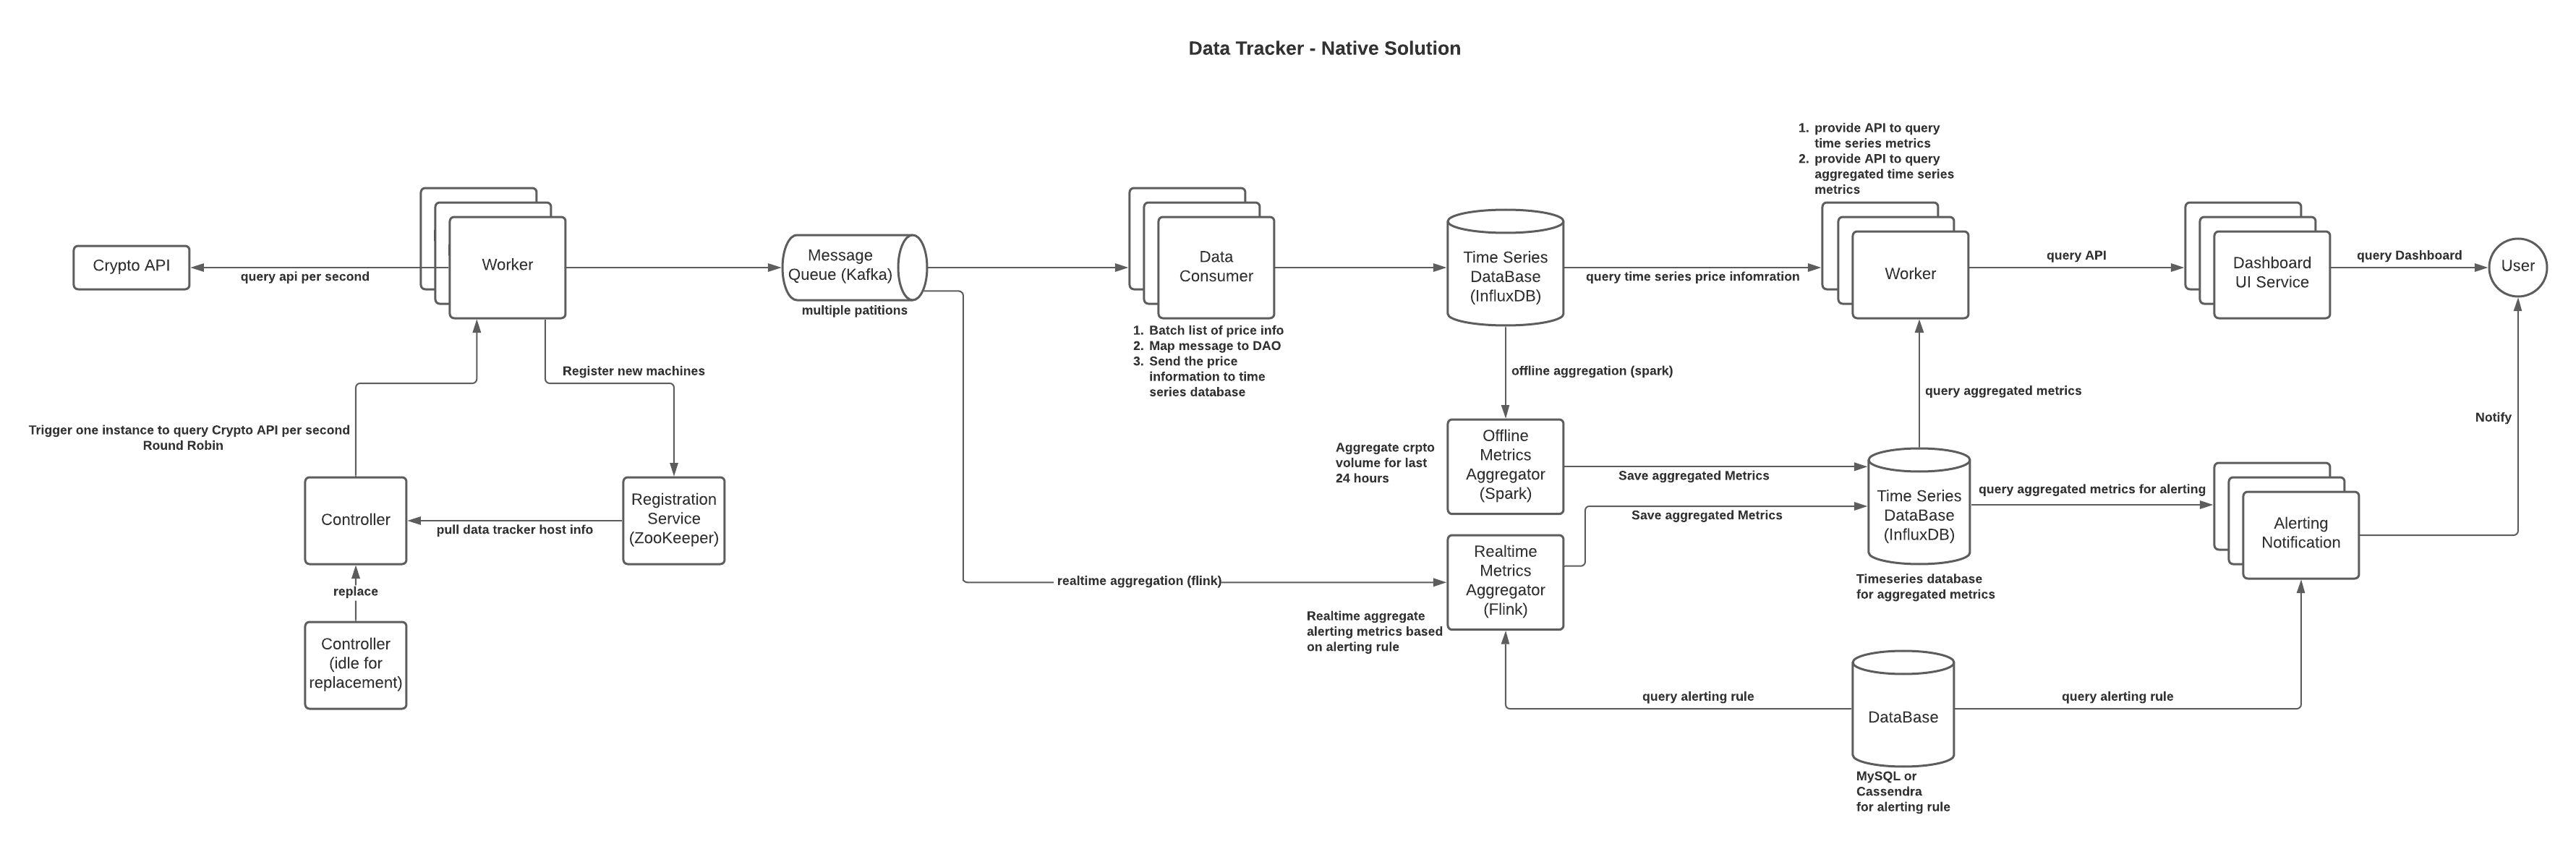 Data Tracker - Native Solution
1. provide API to query
time series metrics
2. provide API to query
aggregated time series
metrics
Crypto API
query api per second
Worker
Message
Queue (Kafka)
multiple patitions
Data
Consumer
1. Batch list of price info
2. Map message to DAO
3. Send the price
information to time
series database
Time Series
DataBase
(InfluxDB)
query time series price infomration
Worker
query API
Dashboard
UI Service
query Dashboard
User
Register new machines
offline aggregation (spark)
query aggregated metrics
Notify
Trigger one instance to query Crypto API per second
Round Robin
Controller
pull data tracker host info
Registration
Service
(ZooKeeper)
replace
Controller
(idle for
replacement)
Aggregate crpto
volume for last
24 hours
Offline
Metrics
Aggregator
(Spark)
Save aggregated Metrics
Save aggregated Metrics
Time Series
DataBase
(InfluxDB)
Timeseries database
for aggregated metrics
query aggregated metrics for alerting
Alerting
Notification
realtime aggregation (flink)
Realtime
Metrics
Aggregator
(Flink)
Realtime aggregate
alerting metrics based
on alerting rule
query alerting rule
DataBase
query alerting rule
MySQL or
Cassendra
for alerting rule